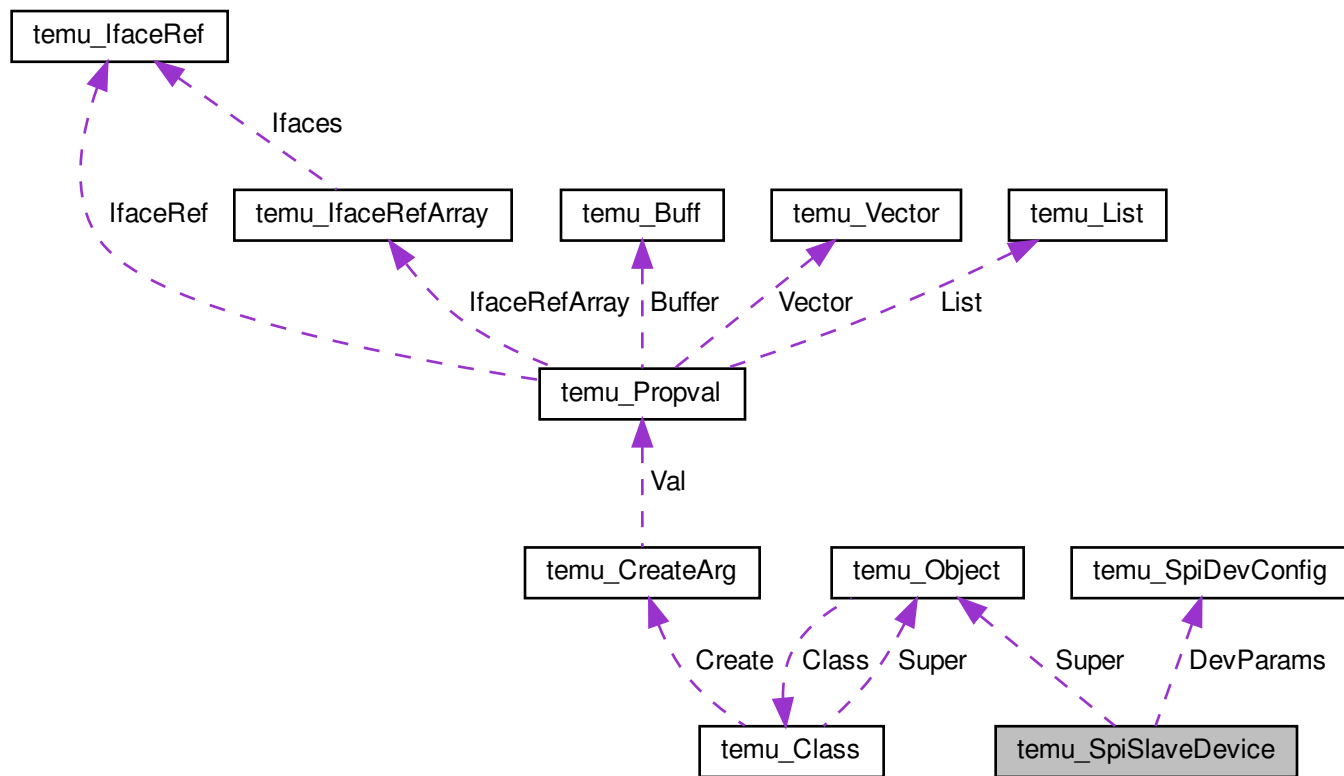 temu_IfaceRef
Ifaces
temu_IfaceRefArray
temu_Buff
temu_Vector
temu_List
IfaceRef
IfaceRefArray
Buffer
Vector
List
temu_Propval
Val
temu_CreateArg
temu_Object
temu_SpiDevConfig
Create
Class
Super
Super
DevParams
temu_Class
temu_SpiSlaveDevice